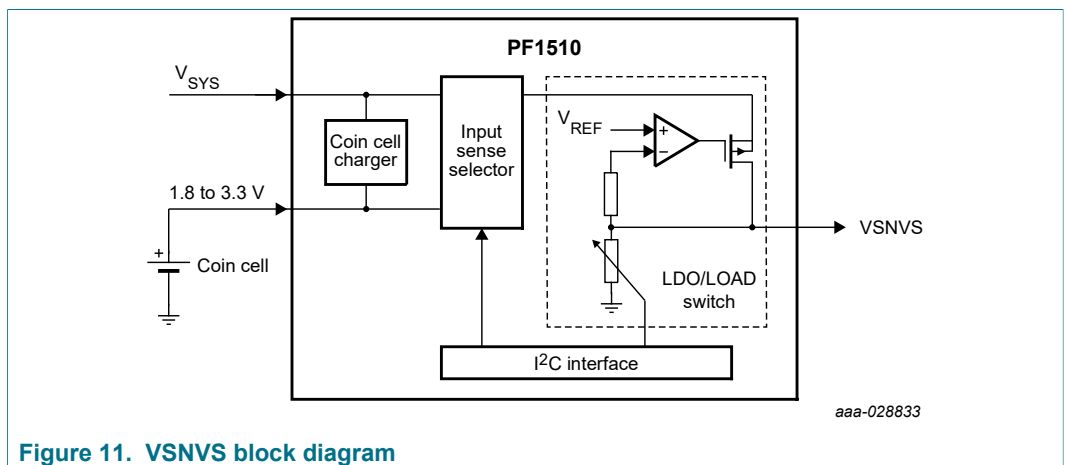 PF1510
VSYS
Coin cell
charger
Input
sense
selector
VREF
+
−
1.8 to 3.3 V
+
Coin cell
VSNVS
LDO/LOAD
switch
I2C interface
aaa-028833
Figure 11. VSNVS block diagram